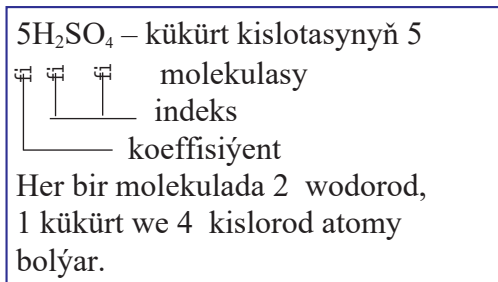 5H₂SO₄ – kükürt kislotasynyň 5
molekulasy
indeks
koeffisiýent
Her bir molekulada 2 wodorod,
1 kükürt we 4 kislorod atomy
bolýar.